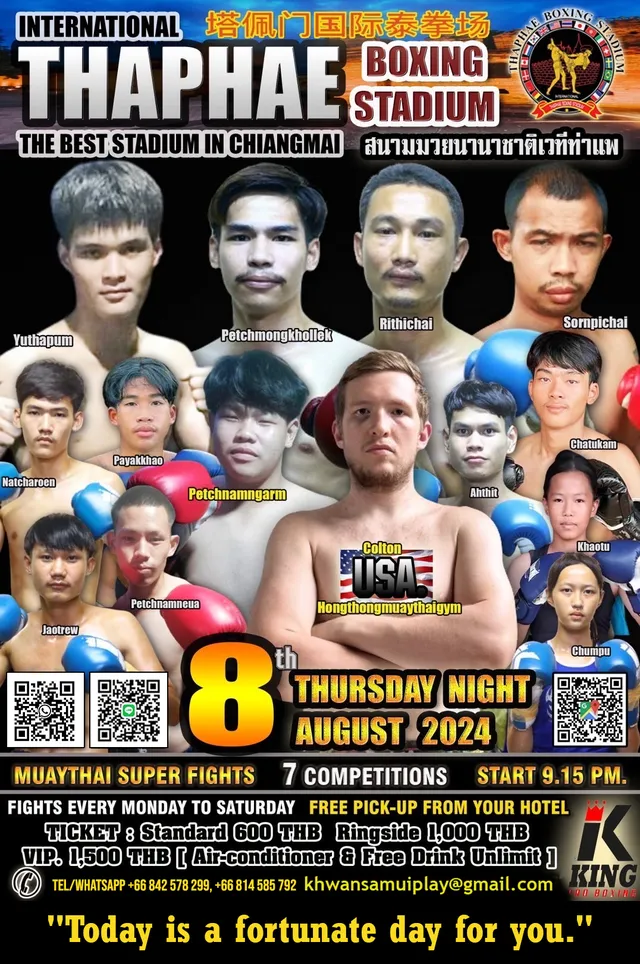 INTERNATIONAL
塔佩门国际泰拳场
THAPHAE
BOXING
STADIUM
THAPHAE BOXING STADIUM
INTERNATIONAL
THE BEST STADIUM IN CHIANGMAI
สนามมวยนานาชาติเวทีท่าแพ
Yuthapum
Petchmongkhollek
Rithichai
Sornpichai
Natcharoen
Payakkhao
Petchnamngarm
Ahthit
Chatukam
Khaotu
Colton
USA.
Hongthongmuaythaigym
Jaotrew
Petchnamneua
Chumpu
8th
THURSDAY NIGHT
AUGUST 2024
MUAYTHAI SUPER FIGHTS 7 COMPETITIONS START 9.15 PM.
FIGHTS EVERY MONDAY TO SATURDAY FREE PICK-UP FROM YOUR HOTEL
TICKET : Standard 600 THB Ringside 1,000 THB
VIP. 1,500 THB [ Air-conditioner & Free Drink Unlimit ]
TEL/WHATSAPP +66 842 578 299, +66 814 585 792 khwansamuiplay@gmail.com
K
KING
PRO BOXING
"Today is a fortunate day for you."